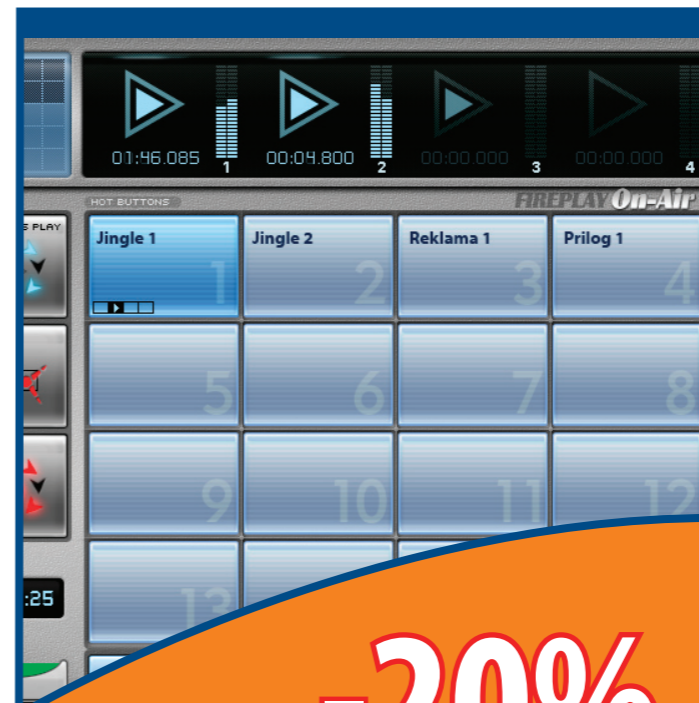 01:46.085 1 00:04.800 2 00:00.000 3 00:00.000 4
HOT BUTTONS FIREPLAY On-Air
PLAY
Jingle 1 Jingle 2 Reklama 1 Prilog 1
1 2 3 4
5 6 7 8
9 10 11 12
:25 13
-20%